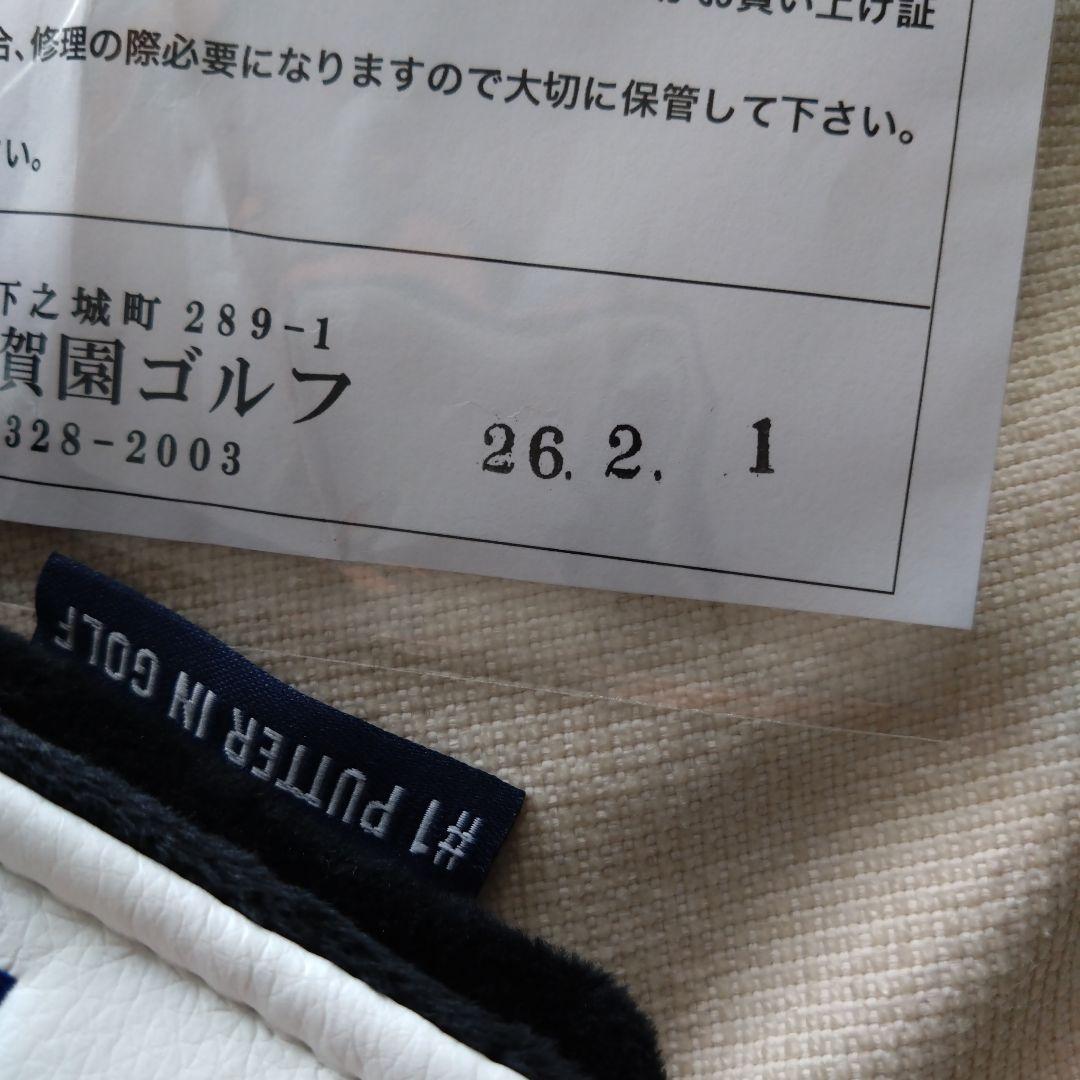 お買い上げ証
合、修理の際必要になりますので大切に保管して下さい。
い。
下之城町 289-1
賀園ゴルフ
328-2003
26. 2. 1
#1 PUTTER IN GOLF